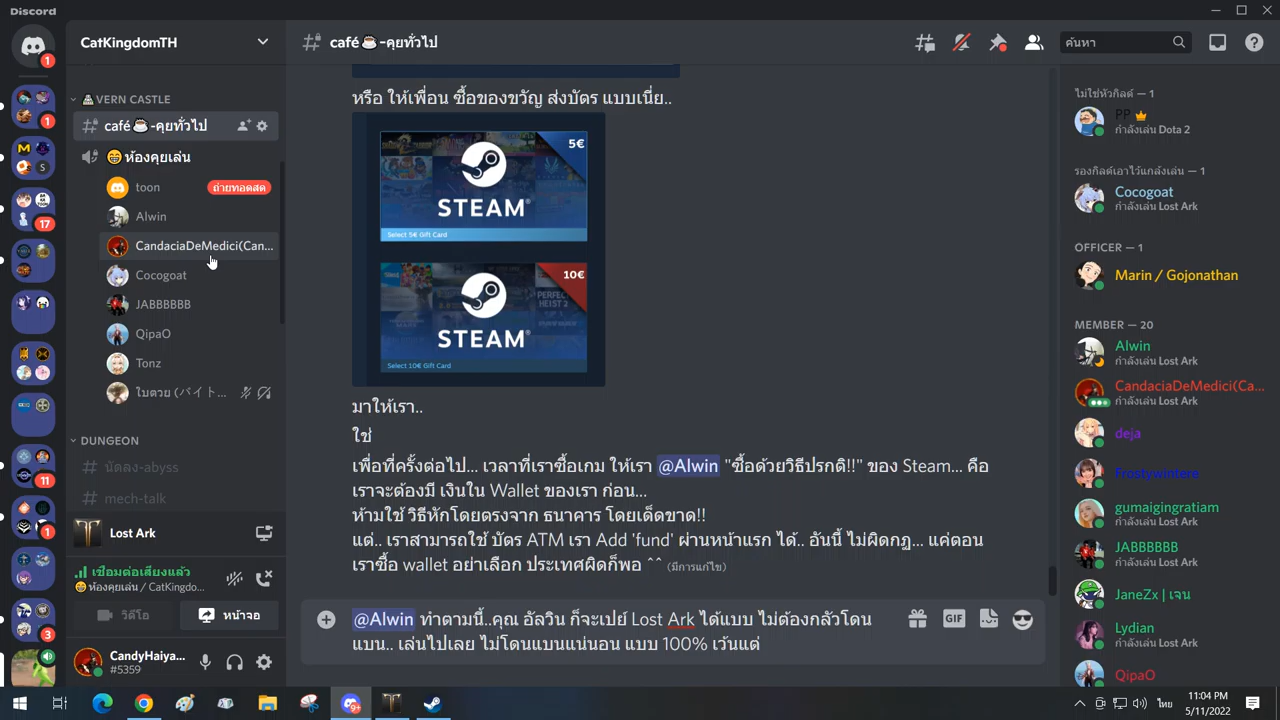 Discord
CatKingdomTH
café☕-คุยทั่วไป
ค้นหา
VERN CASTLE
café☕-คุยทั่วไป
😁ห้องคุยเล่น
toon
ถ่ายทอดสด
Alwin
CandaciaDeMedici(Can...
Cocogoat
JABBBBBB
QipaO
Tonz
ใบตวย (バイト...
DUNGEON
นัดลง-abyss
mech-talk
Lost Ark
เชื่อมต่อเสียงแล้ว
😁ห้องคุยเล่น / CatKingdo...
วิดีโอ
หน้าจอ
CandyHaiya...
#5359
1
1
17
11
1
3
หรือ ให้เพื่อน ซื้อของขวัญ ส่งบัตร แบบเนี่ย..
5€
STEAM
Select 5€ Gift Card
10€
STEAM
Select 10€ Gift Card
มาให้เรา..
ใช่
เพื่อที่ครั้งต่อไป... เวลาที่เราซื้อเกม ให้เรา @Alwin "ซื้อด้วยวิธีปรกติ!!" ของ Steam... คือ
เราจะต้องมี เงินใน Wallet ของเรา ก่อน...
ห้ามใช้ วิธีหักโดยตรงจาก ธนาคาร โดยเด็ดขาด!!
แต่.. เราสามารถใช้ บัตร ATM เรา Add 'fund' ผ่านหน้าแรก ได้.. อันนี้ ไม่ผิดกฏ... แค่ตอน
เราซื้อ wallet อย่าเลือก ประเทศผิดก็พอ ^^ (มีการแก้ไข)
@Alwin ทำตามนี้..คุณ อัลวิน ก็จะเปย์ Lost Ark ได้แบบ ไม่ต้องกลัวโดน
แบน.. เล่นไปเลย ไม่โดนแบนแน่นอน แบบ 100% เว้นแต่
GIF
ไม่ใช่หัวกิลด์ — 1
PP
กำลังเล่น Dota 2
รองกิลด์เอาไว้แกลงเล่น — 1
Cocogoat
กำลังเล่น Lost Ark
OFFICER — 1
Marin / Gojonathan
MEMBER — 20
Alwin
กำลังเล่น Lost Ark
CandaciaDeMedici(Ca...
กำลังเล่น Lost Ark
deja
Frostywintere
gumaigingratiam
กำลังเล่น Lost Ark
JABBBBBB
กำลังเล่น Lost Ark
JaneZx | เจน
Lydian
กำลังเล่น Lost Ark
QipaO
9+
ไทย
11:04 PM
5/11/2022